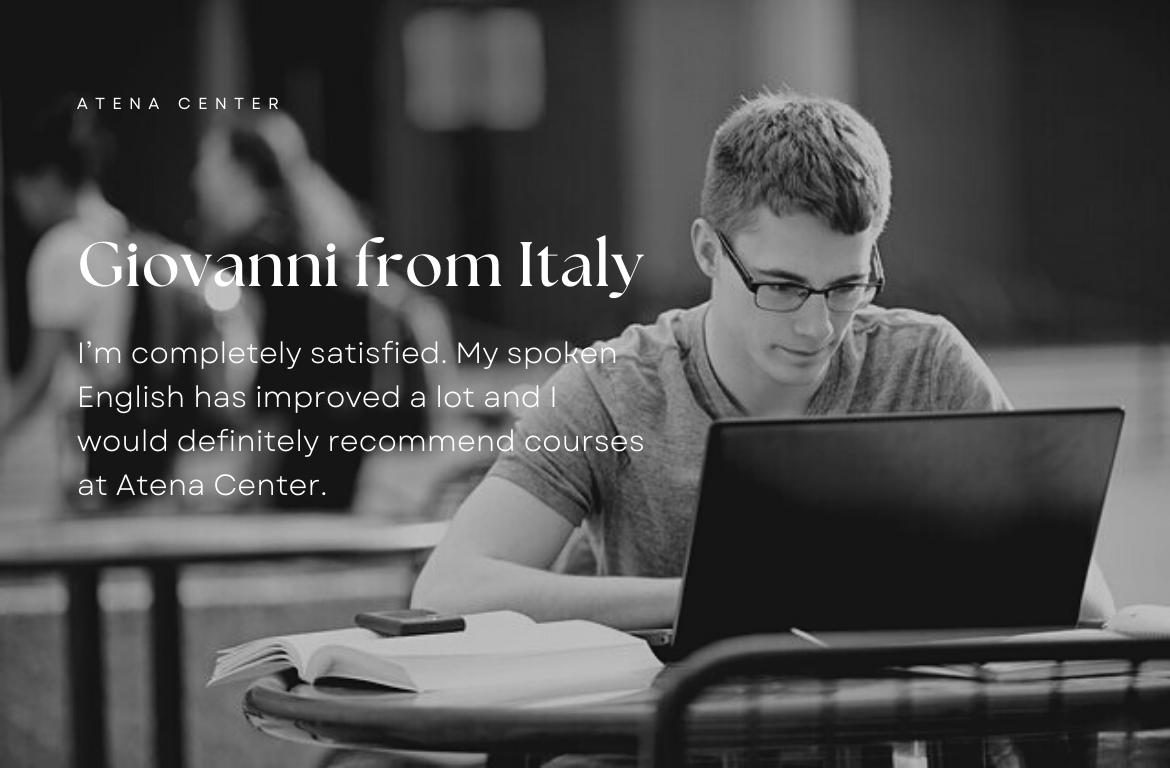 ATENA CENTER
Giovanni from Italy
I’m completely satisfied. My spoken
English has improved a lot and I
would definitely recommend courses
at Atena Center.